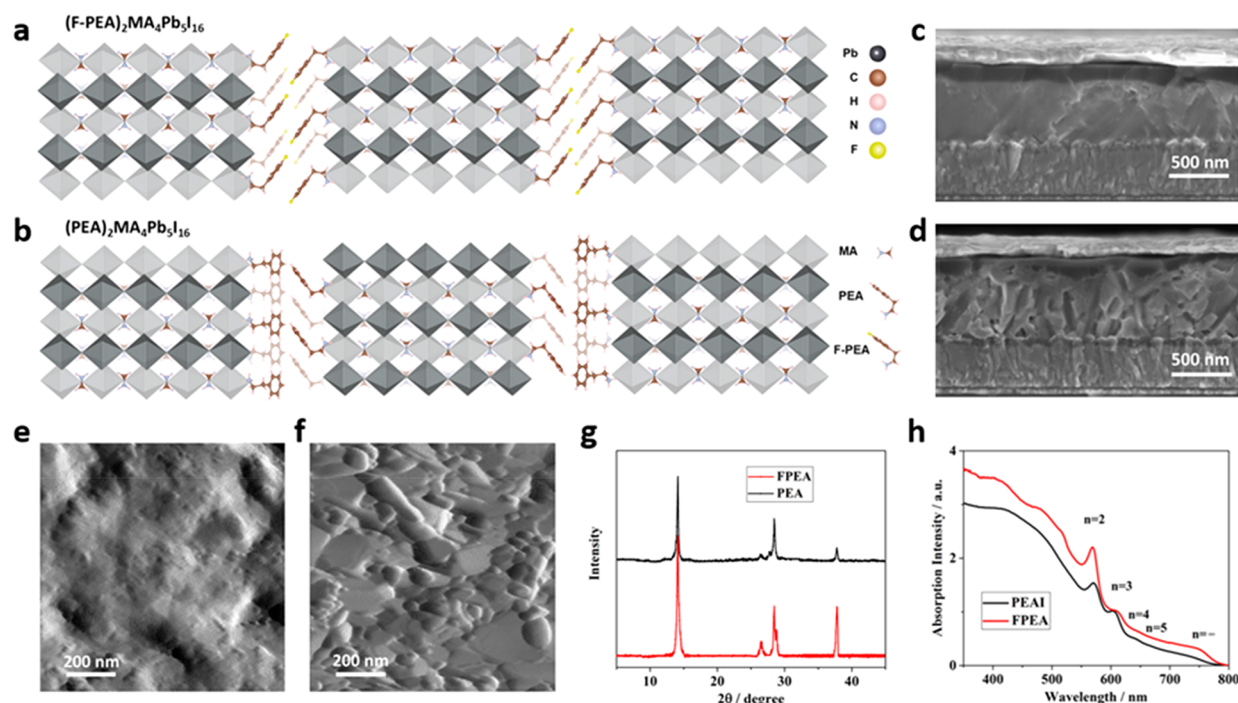 a
(F-PEA)₂MA₄Pb₅I₁₆
Pb
C
H
N
F
c
500 nm
b
(PEA)₂MA₄Pb₅I₁₆
MA
PEA
F-PEA
d
500 nm
e
200 nm
f
200 nm
g
FPEA
PEA
Intensity
10
20
30
40
2θ / degree
h
4
2
0
Absorption Intensity / a.u.
n=2
n=3
n=4
n=5
n=∞
PEAI
FPEA
400
500
600
700
800
Wavelength / nm